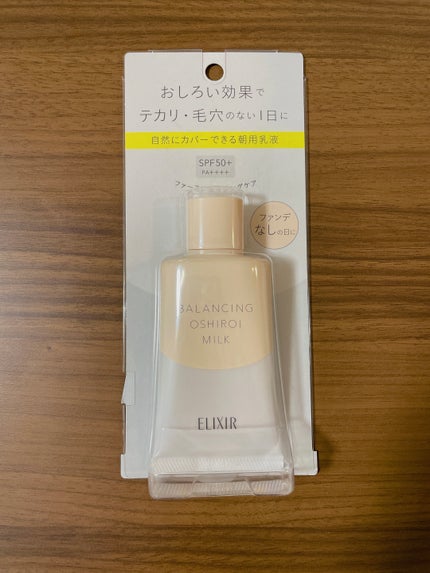 おしろい効果で
テカリ・毛穴のない1日に
自然にカバーできる朝用乳液
SPF50+
PA++++
ファンデ
なしの日に
BALANCING
OSHIROI
MILK
ELIXIR